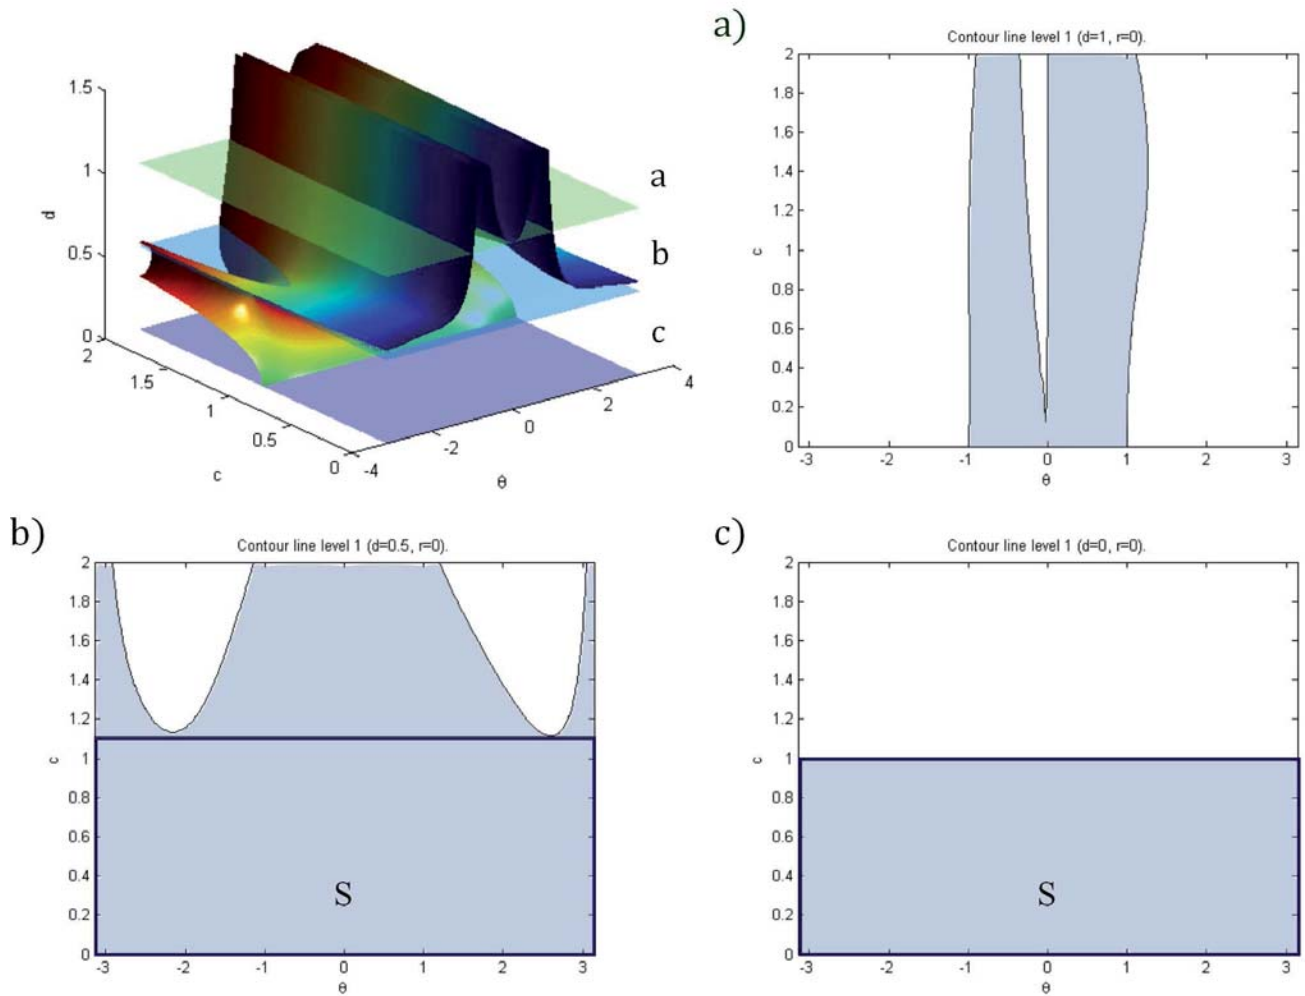 1.5
1
0.5
0
d
2
1.5
1
0.5
0
c
-4
-2
0
2
4
θ
a
b
c
a)
Contour line level 1 (d=1, r=0).
2
1.8
1.6
1.4
1.2
1
0.8
0.6
0.4
0.2
0
c
-3 -2 -1 0 1 2 3
θ
b)
Contour line level 1 (d=0.5, r=0).
2
1.8
1.6
1.4
1.2
1
0.8
0.6
0.4
0.2
0
c
S
-3 -2 -1 0 1 2 3
θ
c)
Contour line level 1 (d=0, r=0).
2
1.8
1.6
1.4
1.2
1
0.8
0.6
0.4
0.2
0
c
S
-3 -2 -1 0 1 2 3
θ